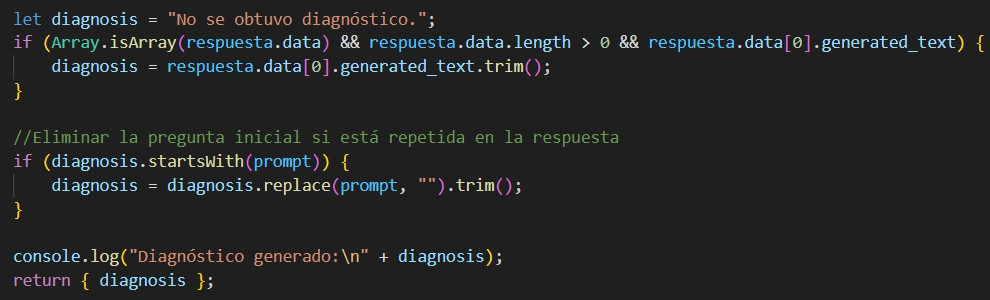 let diagnosis = "No se obtuvo diagnóstico.";
if (Array.isArray(respuesta.data) && respuesta.data.length > 0 && respuesta.data[0].generated_text) {
    diagnosis = respuesta.data[0].generated_text.trim();
}

//Eliminar la pregunta inicial si está repetida en la respuesta
if (diagnosis.startsWith(prompt)) {
    diagnosis = diagnosis.replace(prompt, "").trim();
}

console.log("Diagnóstico generado:\n" + diagnosis);
return { diagnosis };